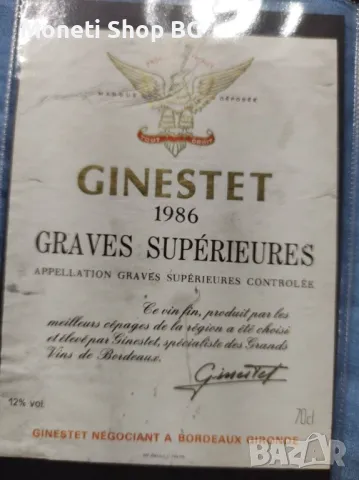 Moneti Shop BG
MARQUE DÉPOSÉE
GINESTET
1986
GRAVES SUPÉRIEURES
APPELLATION GRAVES SUPÉRIEURES CONTROLÉE
Ce vin fin, produit par les
meilleurs cépages de la région a été choisi
et élevé par Ginestet, spécialiste des Grands
Vins de Bordeaux.
Ginestet
12% vol
70cl
GINESTET NEGOCIANT A BORDEAUX GIRONDE
bazar